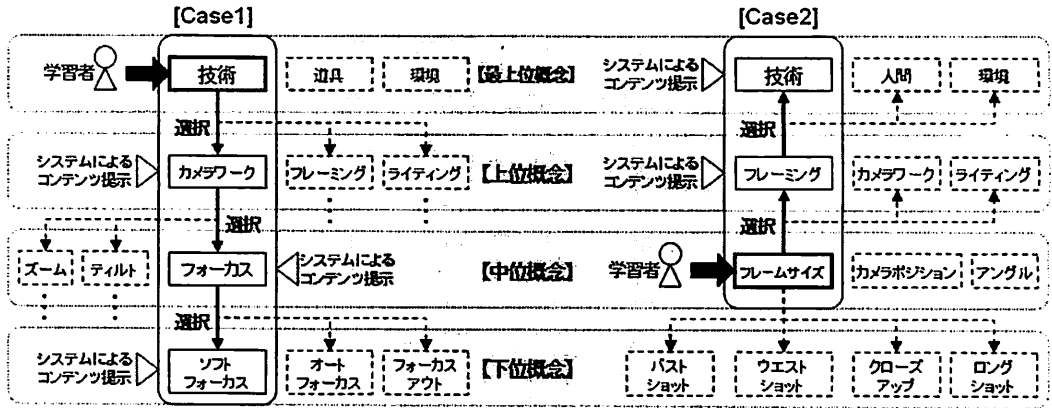 [Case1]
[Case2]
学習者
技術
道具
環境
【最上位概念】
システムによる
コンテンツ提示
技術
人間
環境
選択
選択
システムによる
コンテンツ提示
カメラワーク
フレーミング
ライティング
【上位概念】
システムによる
コンテンツ提示
フレーミング
カメラワーク
ライティング
選択
選択
ズーム
ティルト
フォーカス
システムによる
コンテンツ提示
【中位概念】
学習者
フレームサイズ
カメラポジション
アングル
選択
システムによる
コンテンツ提示
ソフト
フォーカス
オート
フォーカス
フォーカス
アウト
【下位概念】
バスト
ショット
ウエスト
ショット
クローズ
アップ
ロング
ショット